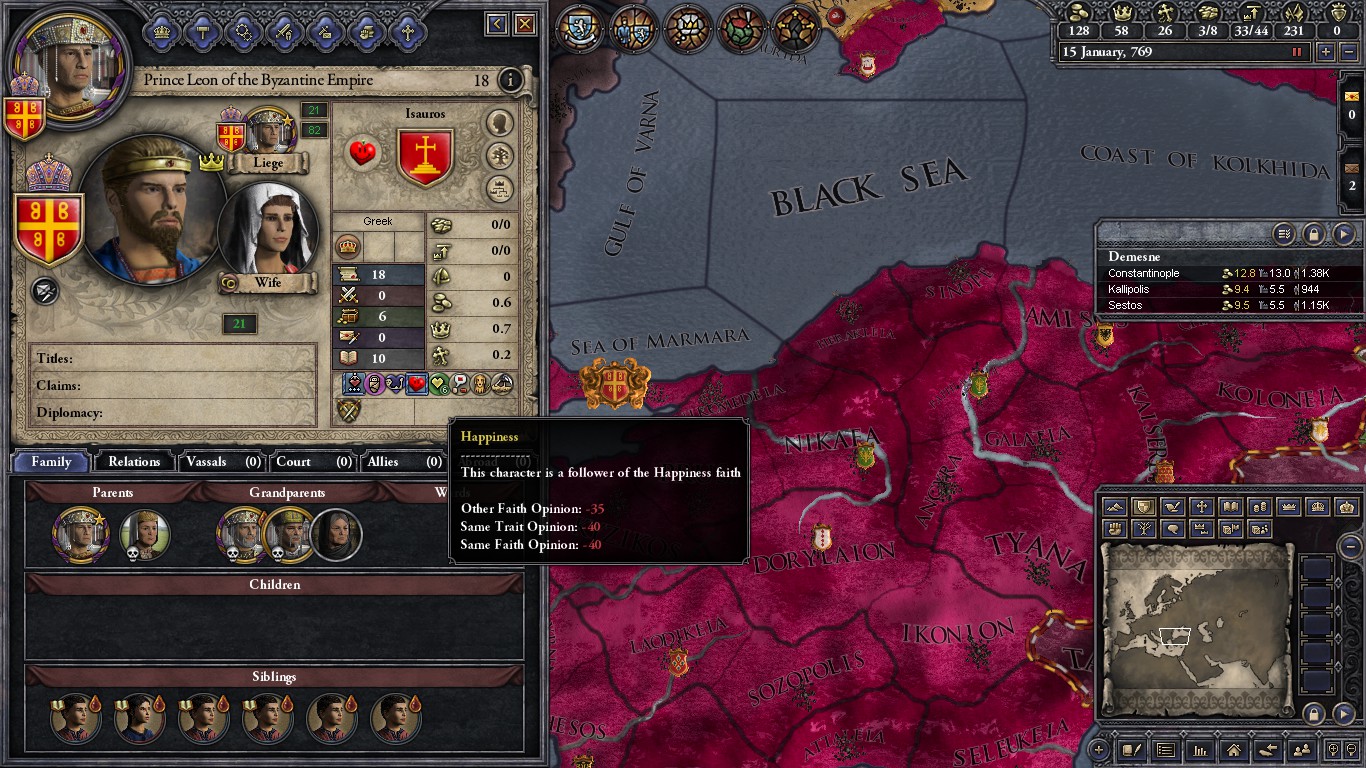 Prince Leon of the Byzantine Empire 18
Isauros
21
82
Liege
Wife
21
Greek
0/0
0/0
18 0
0 0.6
6 0.7
0 0.2
10
Titles:
Claims:
Diplomacy:
Family
Relations
Vassals (0)
Court (0)
Allies (0)
(0)
Parents
Grandparents
Children
Siblings
Happiness
This character is a follower of the Happiness faith
Other Faith Opinion: -35
Same Trait Opinion: -40
Same Faith Opinion: -40
128 58 26 3/8 33/44 231 0
15 January, 769
0
2
Demesne
Constantinople 12.8 13.0 1.38K
Kallipolis 9.4 5.5 944
Sestos 9.5 5.5 1.15K
GULF OF VARNA
BLACK SEA
COAST OF KOLKHIDA
SEA OF MARMARA
SINOPE
HERAKLEIA
NIKAEA
GALATIA
KOLONEIA
ANCYRA
DORYLAION
TYANA
LAODIKEIA
IKONION
SOZOPOLIS
ATTALEIA
SELEUKEIA